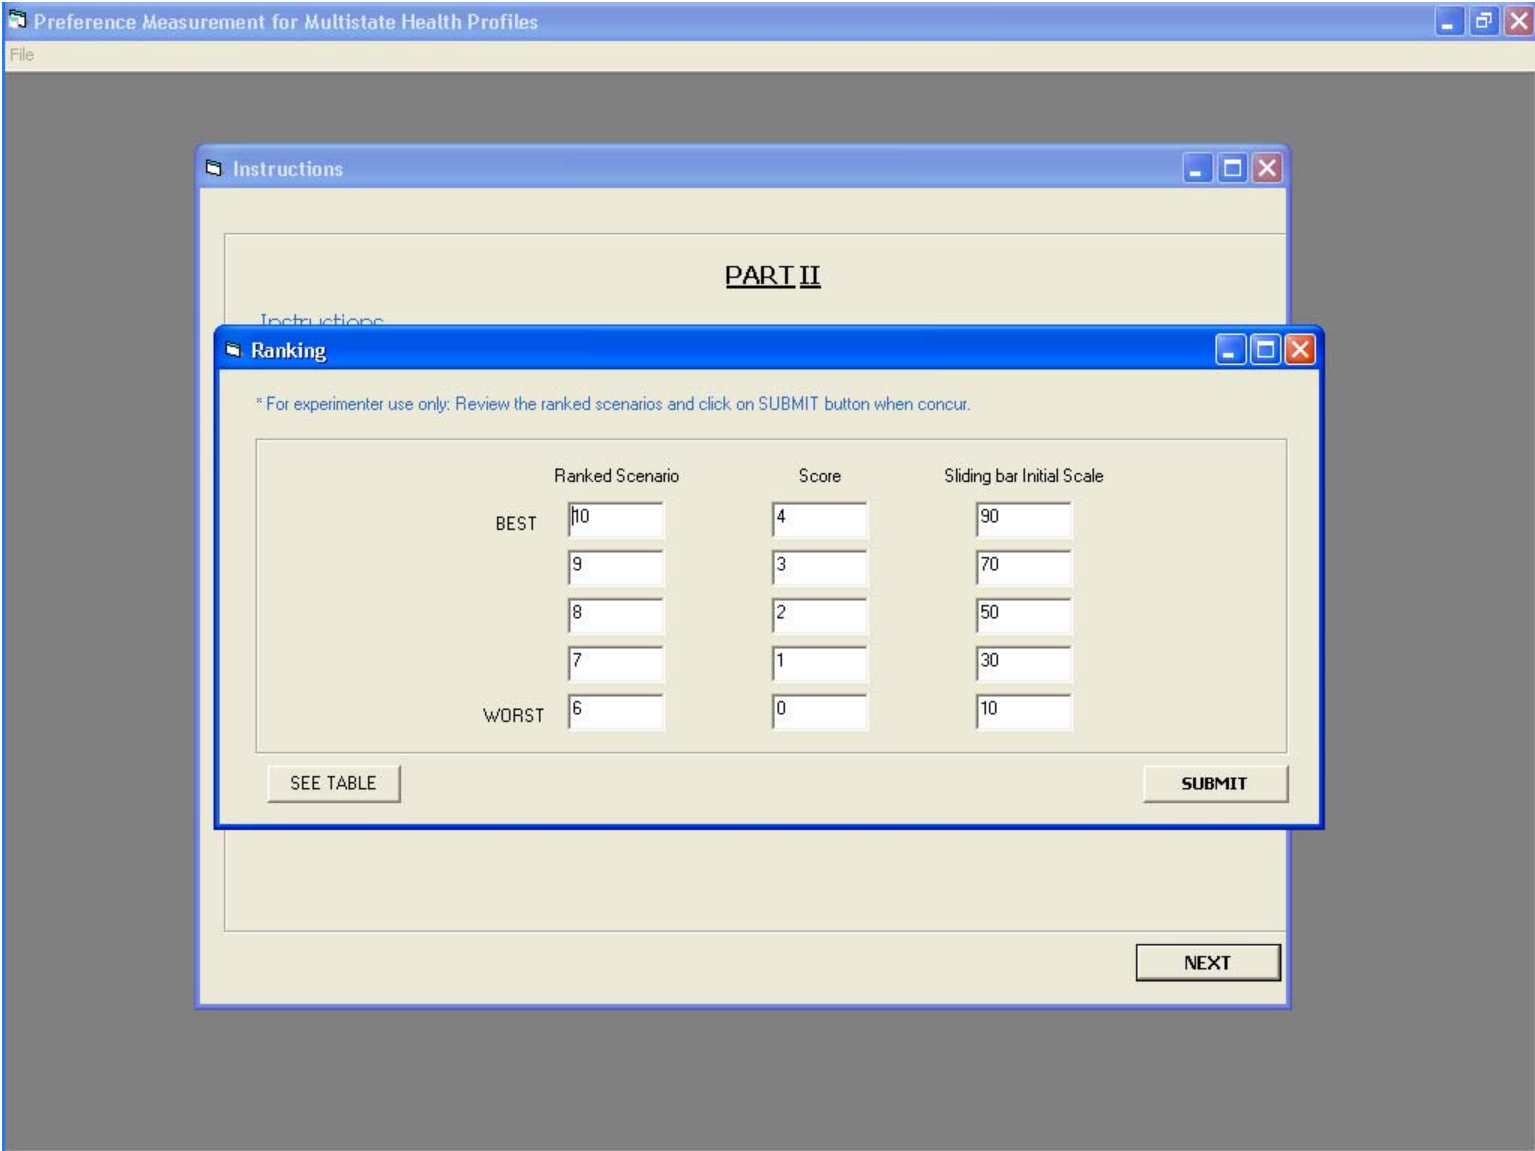 Preference Measurement for Multistate Health Profiles
File
Instructions
PART II
Instructions
Ranking
* For experimenter use only: Review the ranked scenarios and click on SUBMIT button when concur.
Ranked Scenario Score Sliding bar Initial Scale
BEST 10 4 90
9 3 70
8 2 50
7 1 30
WORST 6 0 10
SEE TABLE SUBMIT
NEXT